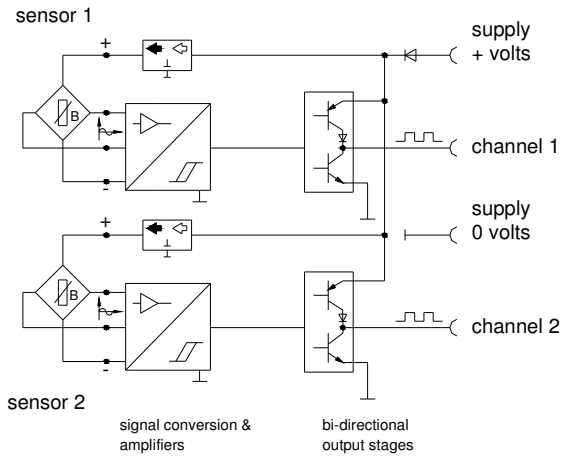 sensor 1
supply
+ volts
+
B
-
channel 1
supply
0 volts
+
B
-
channel 2
sensor 2
signal conversion &
amplifiers
bi-directional
output stages